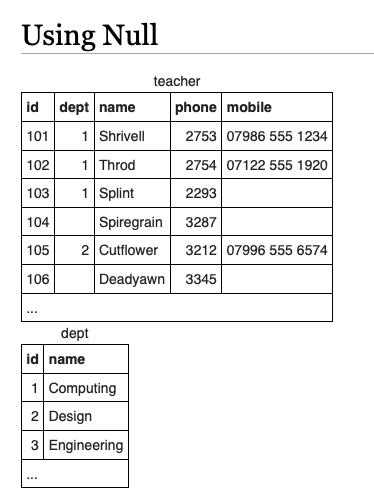 Using Null
teacher
id dept name phone mobile
101 1 Shrivell 2753 07986 555 1234
102 1 Throd 2754 07122 555 1920
103 1 Splint 2293
104 Spiregrain 3287
105 2 Cutflower 3212 07996 555 6574
106 Deadyawn 3345
...
dept
id name
1 Computing
2 Design
3 Engineering
...